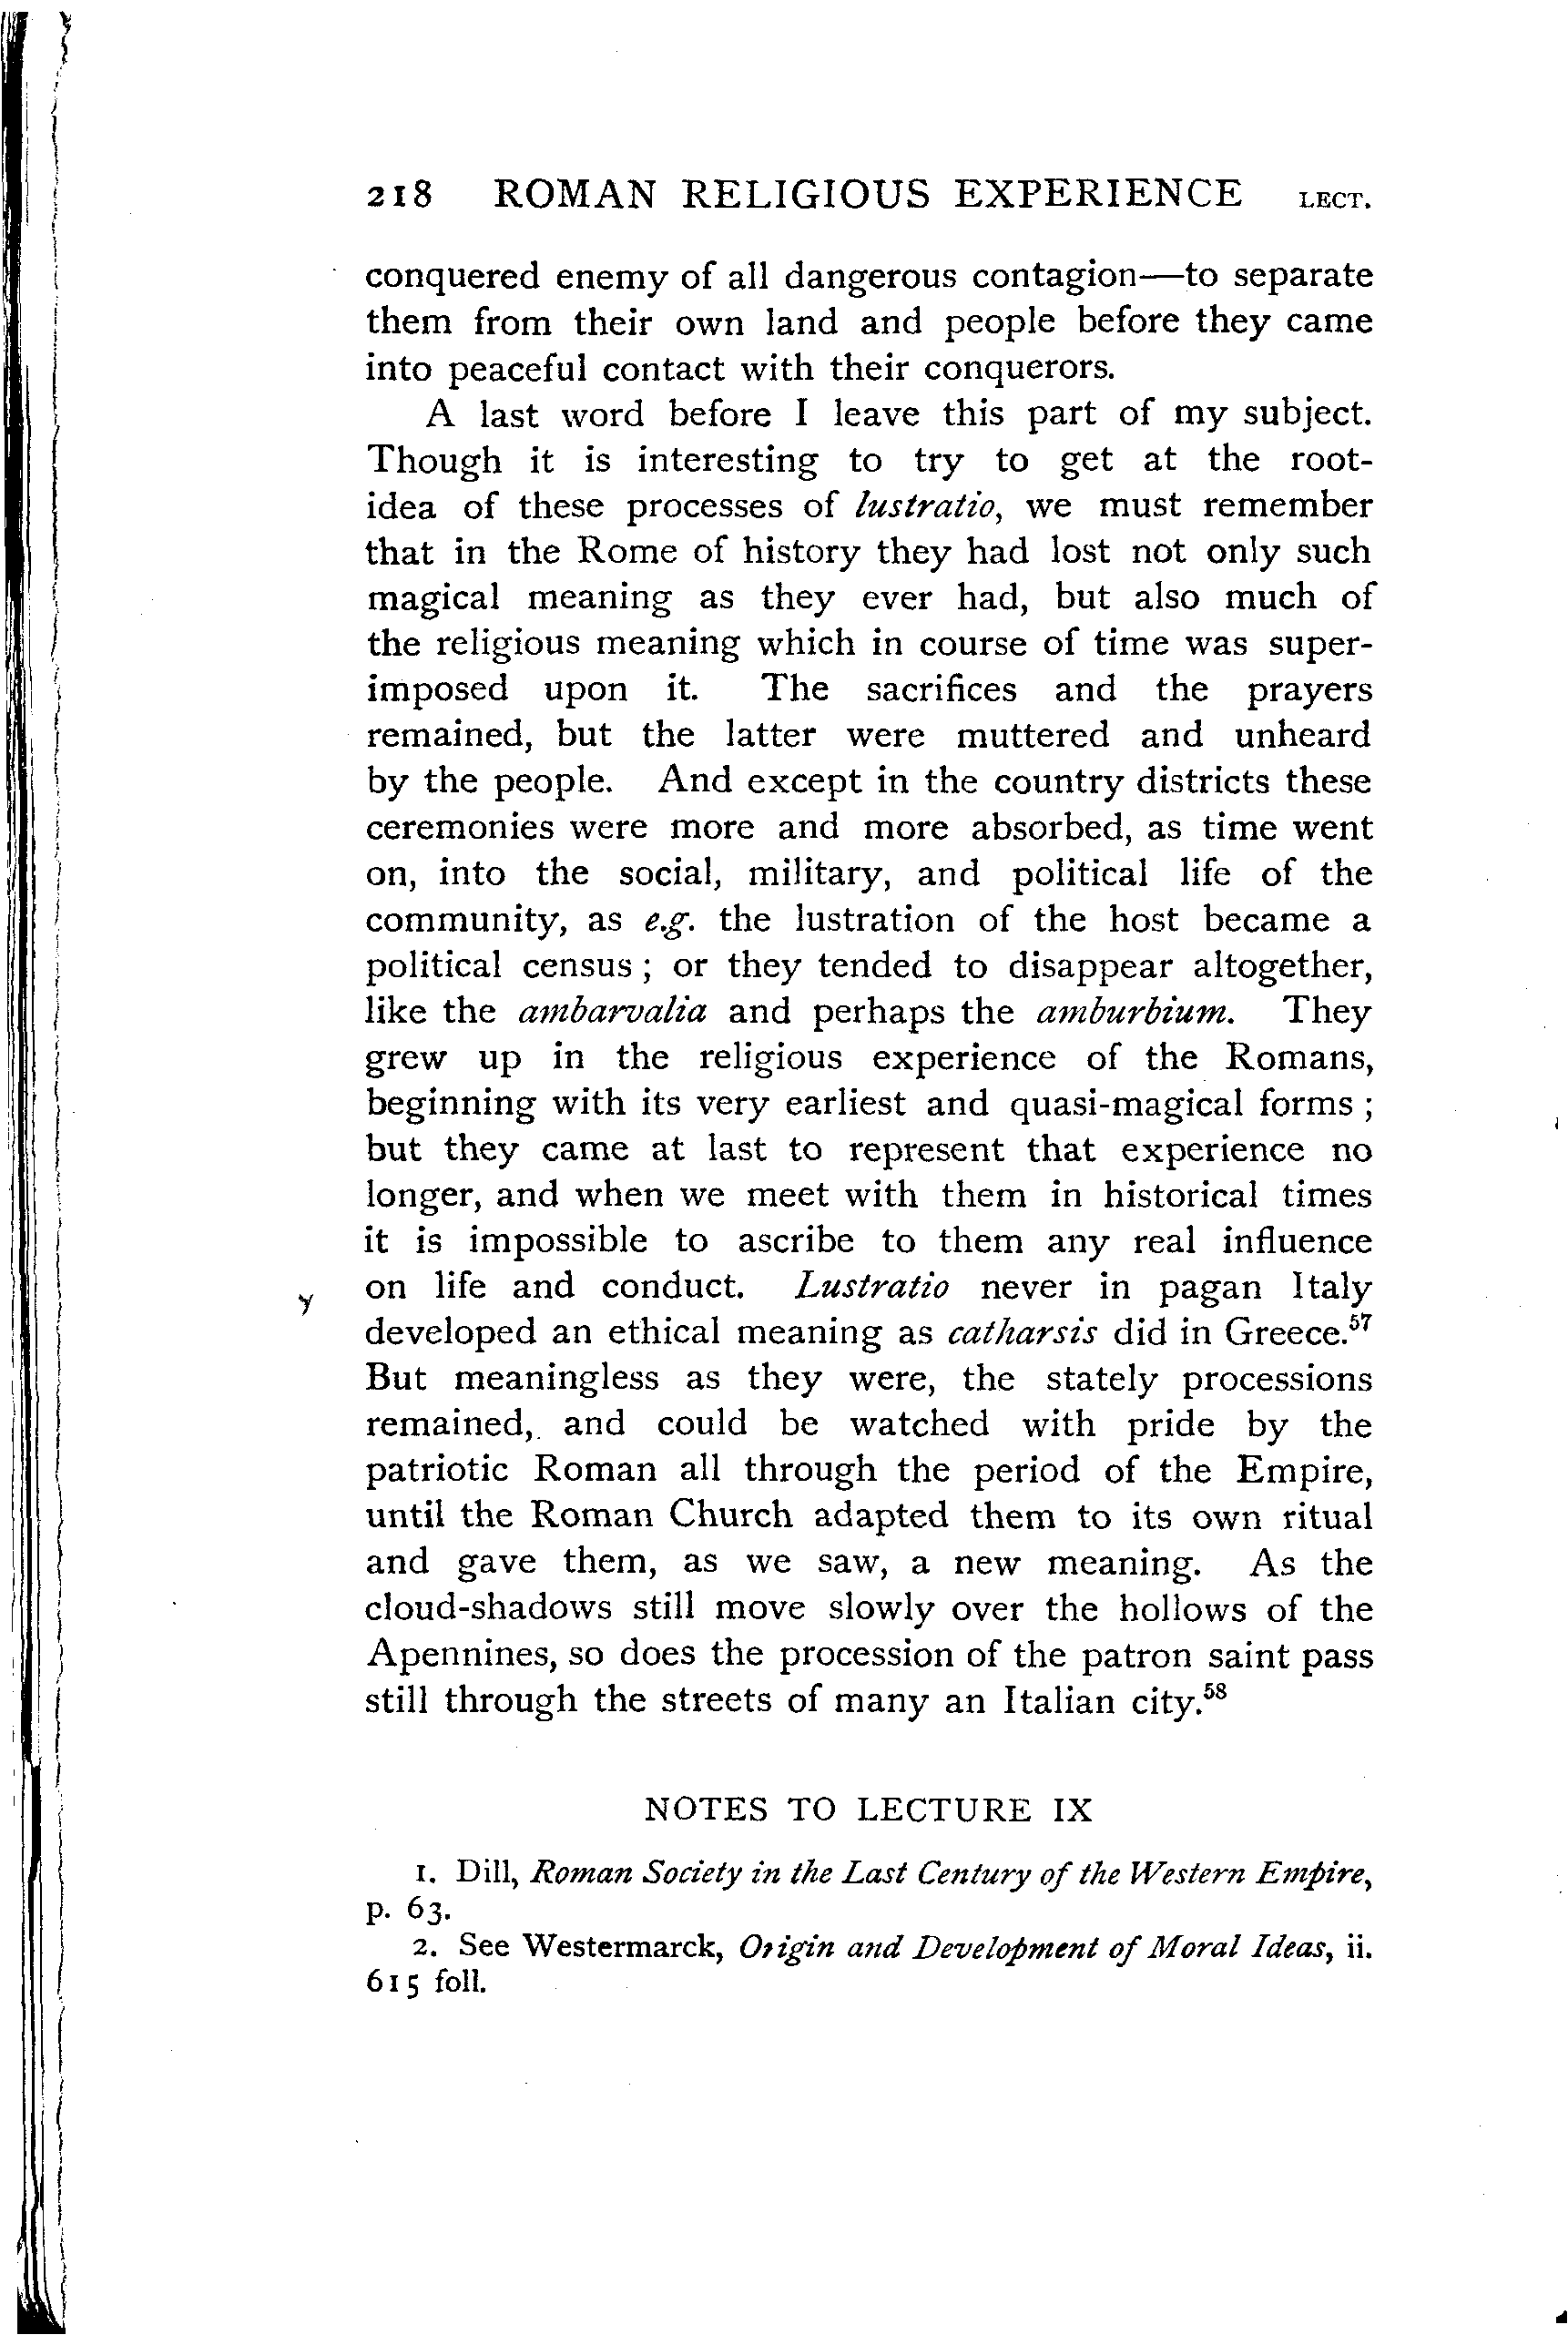 218 ROMAN RELIGIOUS EXPERIENCE LECT.
conquered enemy of all dangerous contagion—to separate
them from their own land and people before they came
into peaceful contact with their conquerors.
A last word before I leave this part of my subject.
Though it is interesting to try to get at the root-
idea of these processes of lustratio, we must remember
that in the Rome of history they had lost not only such
magical meaning as they ever had, but also much of
the religious meaning which in course of time was super-
imposed upon it. The sacrifices and the prayers
remained, but the latter were muttered and unheard
by the people. And except in the country districts these
ceremonies were more and more absorbed, as time went
on, into the social, military, and political life of the
community, as e.g. the lustration of the host became a
political census ; or they tended to disappear altogether,
like the ambarvalia and perhaps the amburbium. They
grew up in the religious experience of the Romans,
beginning with its very earliest and quasi-magical forms ;
but they came at last to represent that experience no
longer, and when we meet with them in historical times
it is impossible to ascribe to them any real influence
on life and conduct. Lustratio never in pagan Italy
developed an ethical meaning as catharsis did in Greece.⁵⁷
But meaningless as they were, the stately processions
remained, and could be watched with pride by the
patriotic Roman all through the period of the Empire,
until the Roman Church adapted them to its own ritual
and gave them, as we saw, a new meaning. As the
cloud-shadows still move slowly over the hollows of the
Apennines, so does the procession of the patron saint pass
still through the streets of many an Italian city.⁵⁸
NOTES TO LECTURE IX
1. Dill, Roman Society in the Last Century of the Western Empire,
p. 63.
2. See Westermarck, Origin and Development of Moral Ideas, ii.
615 foll.